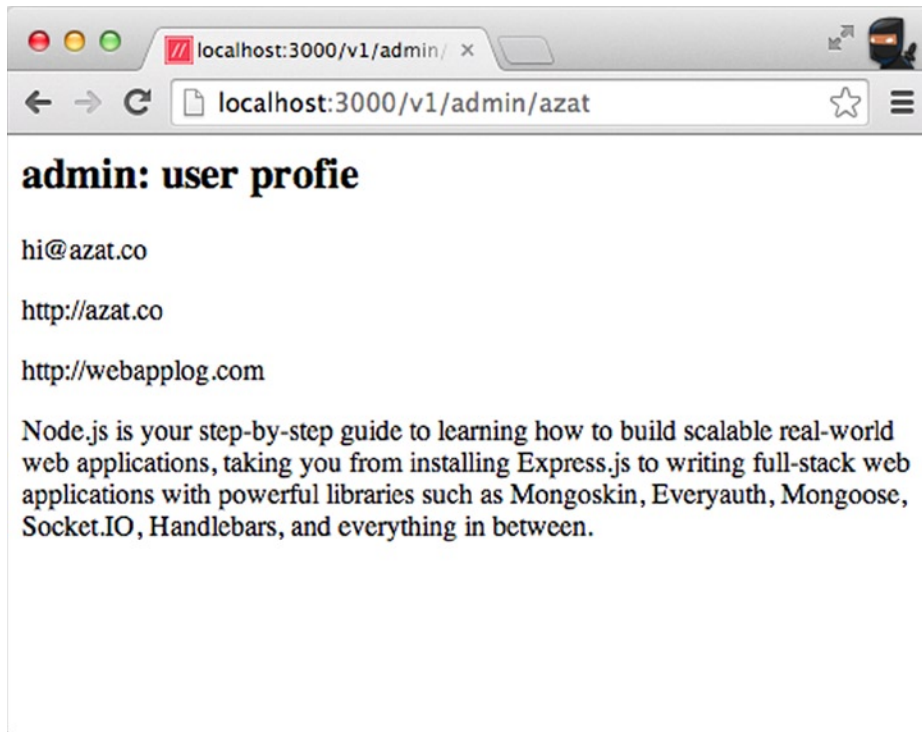 localhost:3000/v1/admin/
localhost:3000/v1/admin/azat
admin: user profie
hi@azat.co
http://azat.co
http://webapplog.com
Node.js is your step-by-step guide to learning how to build scalable real-world
web applications, taking you from installing Express.js to writing full-stack web
applications with powerful libraries such as Mongoskin, Everyauth, Mongoose,
Socket.IO, Handlebars, and everything in between.